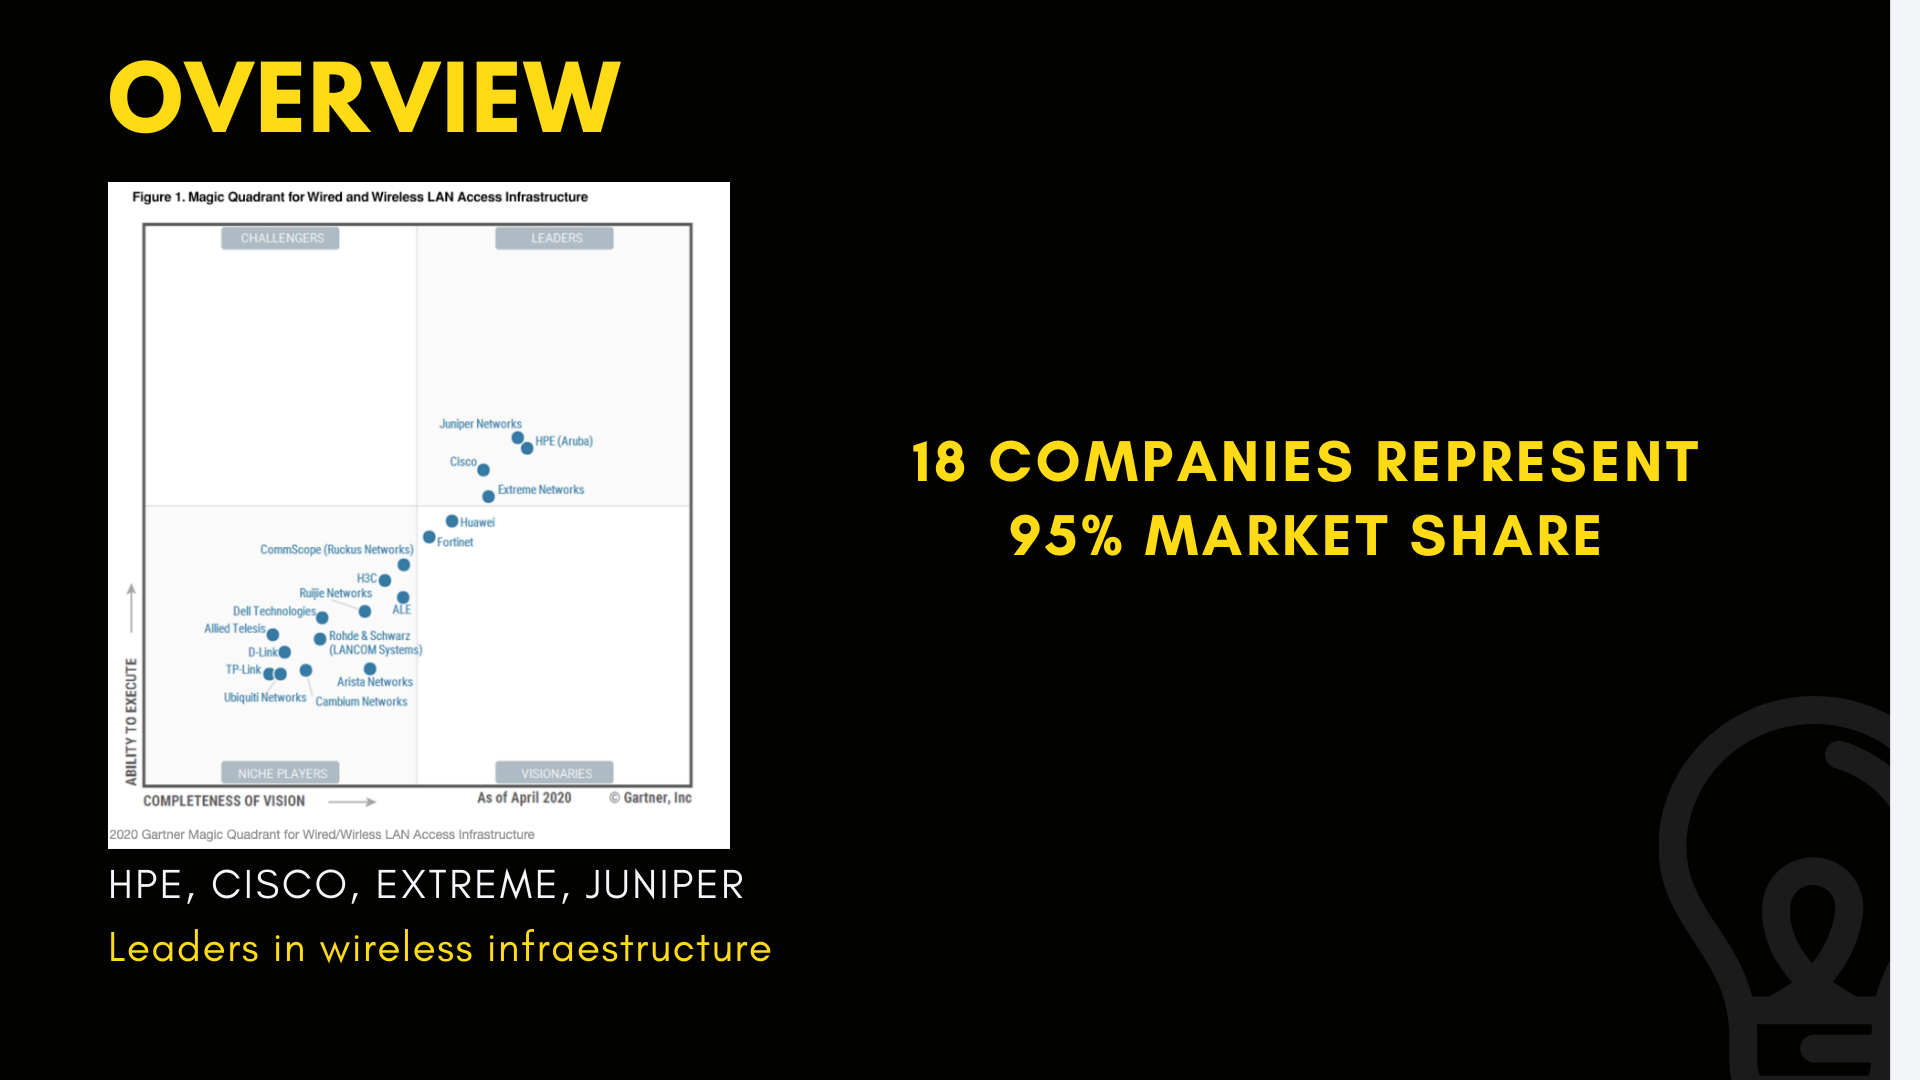 OVERVIEW
Figure 1. Magic Quadrant for Wired and Wireless LAN Access Infrastructure
CHALLENGERS
LEADERS
Juniper Networks
HPE (Aruba)
Cisco
Extreme Networks
Huawei
Fortinet
CommScope (Ruckus Networks)
H3C
Ruijie Networks
ALE
Dell Technologies
Allied Telesis
Rohde & Schwarz
(LANCOM Systems)
D-Link
TP-Link
Arista Networks
Ubiquiti Networks
Cambium Networks
ABILITY TO EXECUTE
NICHE PLAYERS
VISIONARIES
COMPLETENESS OF VISION
As of April 2020
© Gartner, Inc
2020 Gartner Magic Quadrant for Wired/Wirless LAN Access Infrastructure
HPE, CISCO, EXTREME, JUNIPER
Leaders in wireless infraestructure
18 COMPANIES REPRESENT
95% MARKET SHARE